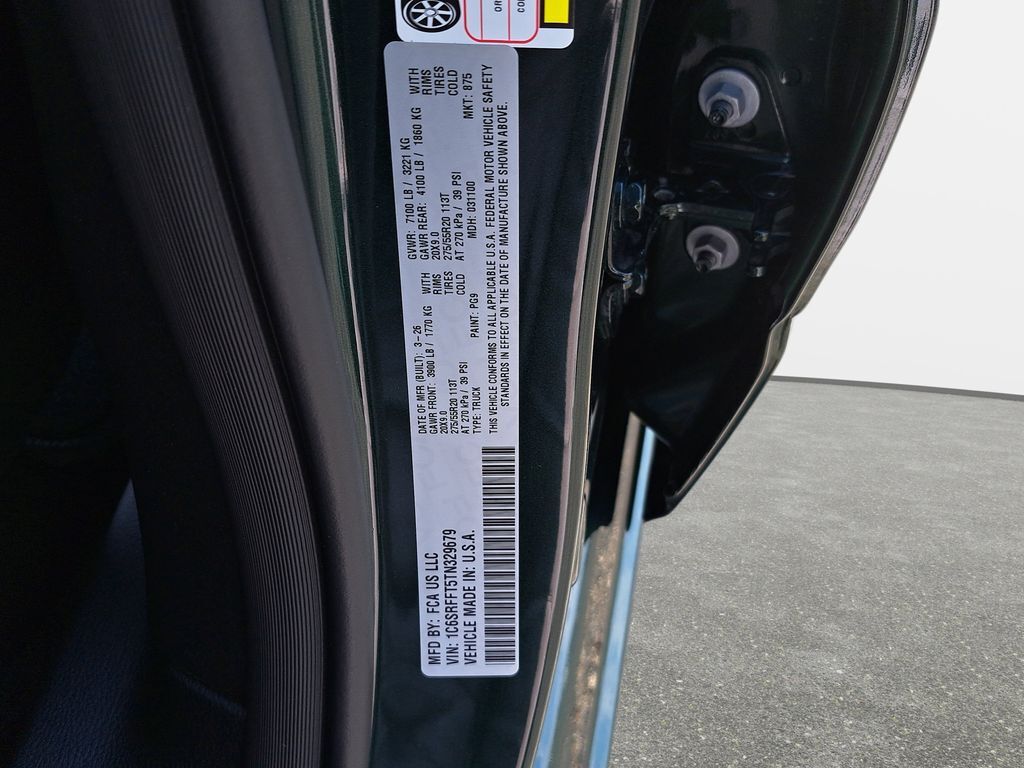 OR
CO
MFD BY: FCA US LLC
VIN: 1C6SRFFT5TN329679
VEHICLE MADE IN: U.S.A.
DATE OF MFR (BUILT): 3-26
GAWR FRONT: 3900 LB / 1770 KG WITH
20X9.0 RIMS
275/55R20 113T TIRES
AT 270 kPa / 39 PSI COLD
TYPE: TRUCK PAINT: PG9
GVWR: 7100 LB / 3221 KG
GAWR REAR: 4100 LB / 1860 KG WITH
20X9.0 RIMS
275/55R20 113T TIRES
AT 270 kPa / 39 PSI COLD
MDH: 031100 MKT: 875
THIS VEHICLE CONFORMS TO ALL APPLICABLE U.S.A. FEDERAL MOTOR VEHICLE SAFETY
STANDARDS IN EFFECT ON THE DATE OF MANUFACTURE SHOWN ABOVE.